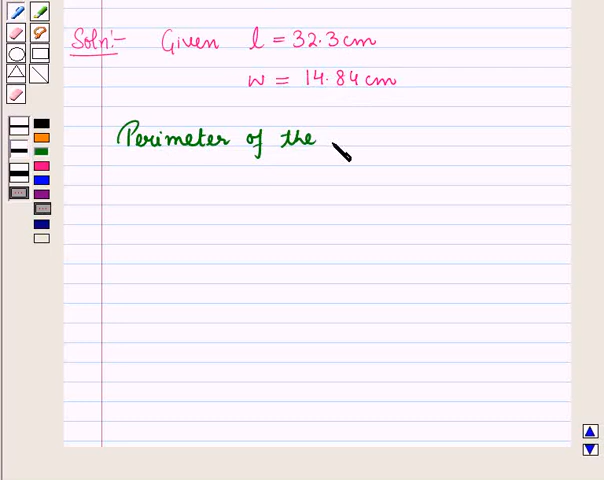 Soln:- Given l = 32.3 cm
w = 14.84 cm
Perimeter of the